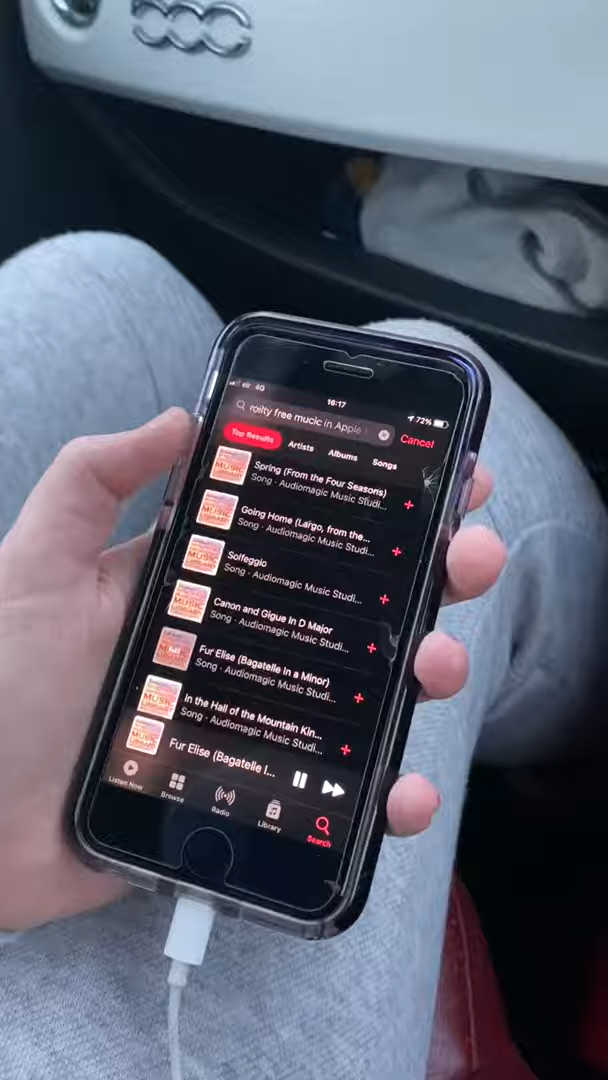 500
eir 4G 16:17 72%
roilty free mucic in Apple
Cancel
Top Results Artists Albums Songs
Spring (From the Four Seasons)
Song · Audiomagic Music Studi...
Going Home (Largo, from the...
Song · Audiomagic Music Studi...
Solfeggio
Song · Audiomagic Music Studi...
Canon and Gigue In D Major
Song · Audiomagic Music Studi...
Fur Elise (Bagatelle In a Minor)
Song · Audiomagic Music Studi...
In the Hall of the Mountain Kin...
Song · Audiomagic Music Studi...
Fur Elise (Bagatelle I...
Listen Now Browse Radio Library Search